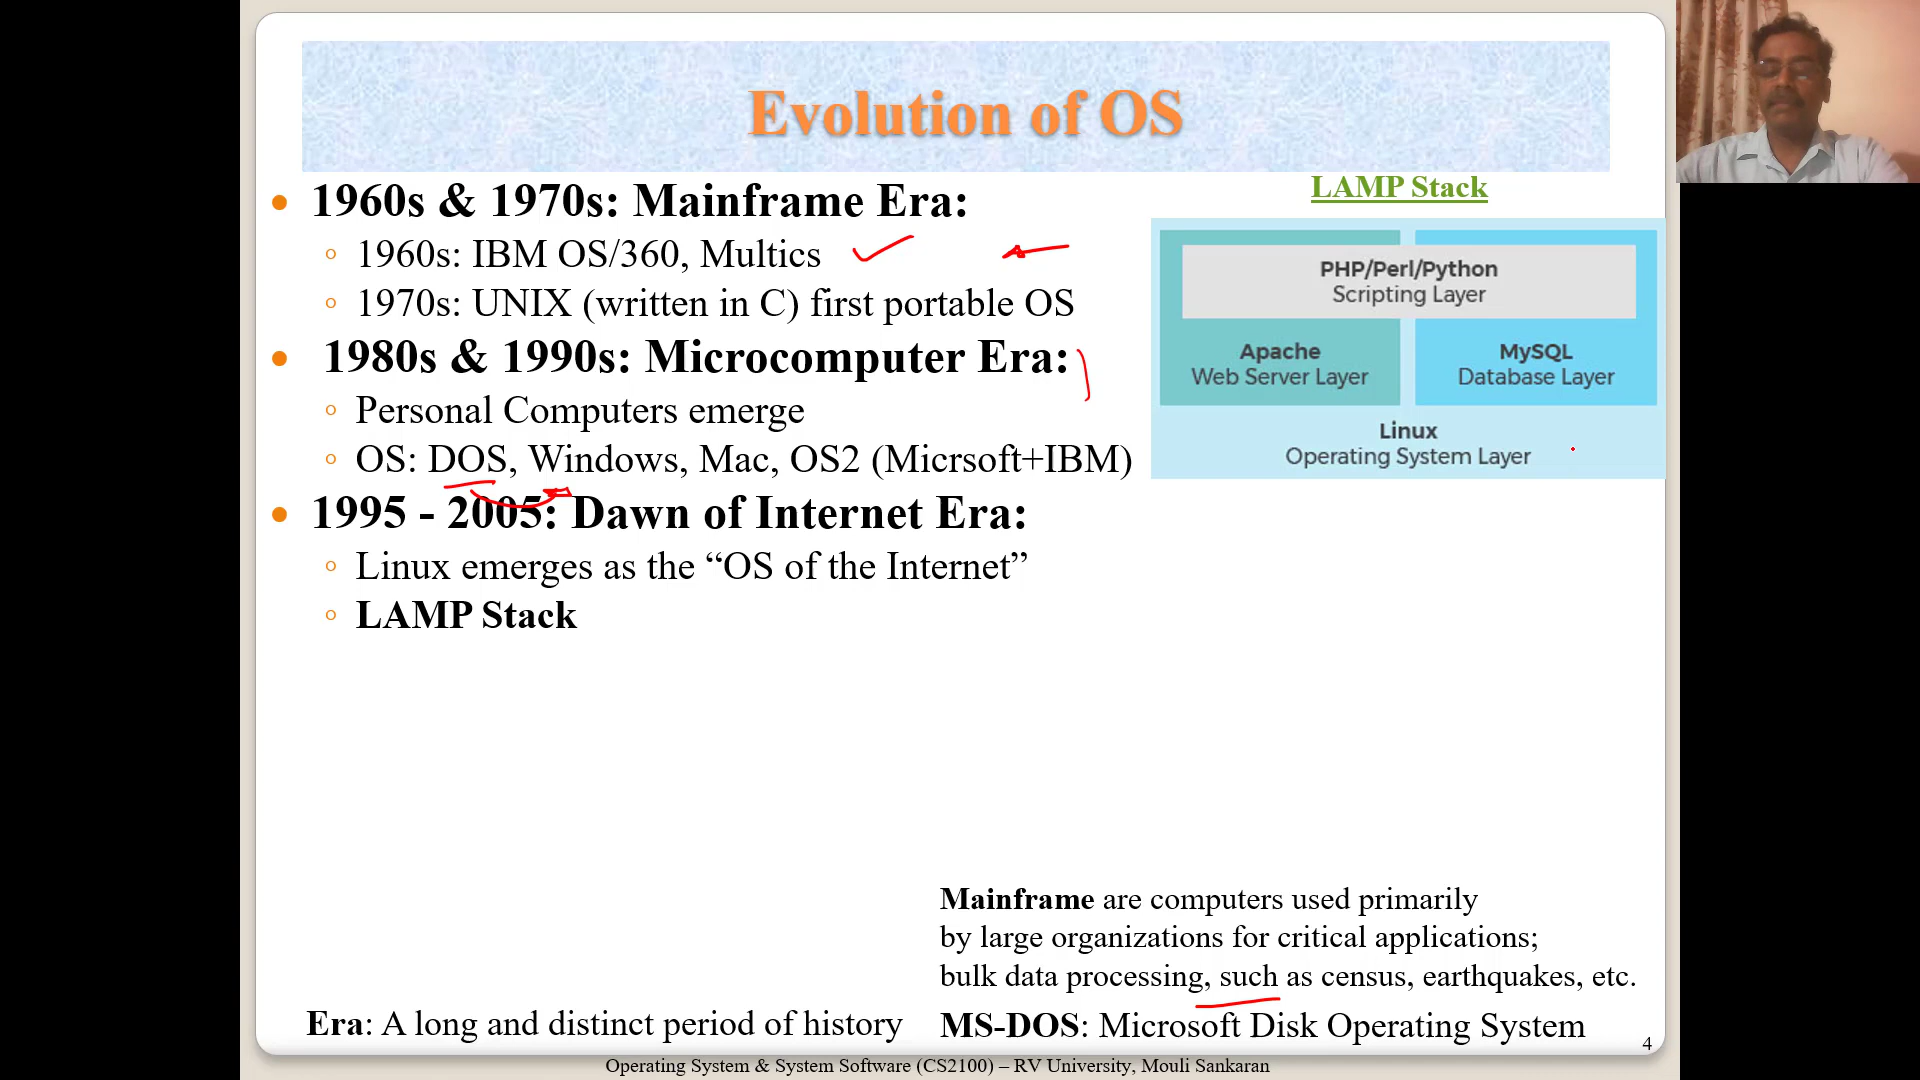 Evolution of OS
1960s & 1970s: Mainframe Era:
1960s: IBM OS/360, Multics
1970s: UNIX (written in C) first portable OS
1980s & 1990s: Microcomputer Era:
Personal Computers emerge
OS: DOS, Windows, Mac, OS2 (Micrsoft+IBM)
1995 - 2005: Dawn of Internet Era:
Linux emerges as the “OS of the Internet”
LAMP Stack
LAMP Stack
PHP/Perl/Python
Scripting Layer
Apache
Web Server Layer
MySQL
Database Layer
Linux
Operating System Layer
Mainframe are computers used primarily
by large organizations for critical applications;
bulk data processing, such as census, earthquakes, etc.
Era: A long and distinct period of history
MS-DOS: Microsoft Disk Operating System
4
Operating System & System Software (CS2100) – RV University, Mouli Sankaran